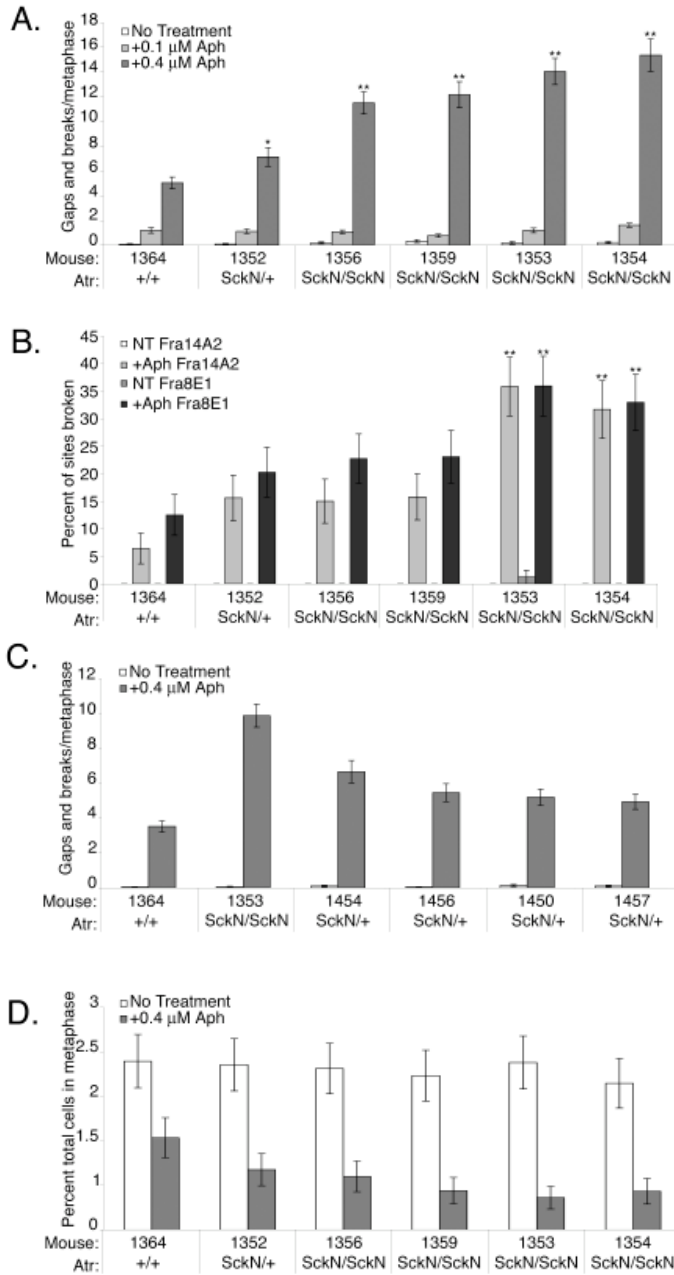 A.
No Treatment
+0.1 μM Aph
+0.4 μM Aph
Gaps and breaks/metaphase
18
16
14
12
10
8
6
4
2
0
*
**
**
**
**
Mouse: 1364 1352 1356 1359 1353 1354
Atr: +/+ SckN/+ SckN/SckN SckN/SckN SckN/SckN SckN/SckN
B.
NT Fra14A2
+Aph Fra14A2
NT Fra8E1
+Aph Fra8E1
Percent of sites broken
45
40
35
30
25
20
15
10
5
0
** ** ** **
Mouse: 1364 1352 1356 1359 1353 1354
Atr: +/+ SckN/+ SckN/SckN SckN/SckN SckN/SckN SckN/SckN
C.
No Treatment
+0.4 μM Aph
Gaps and breaks/metaphase
12
10
8
6
4
2
0
Mouse: 1364 1353 1454 1456 1450 1457
Atr: +/+ SckN/SckN SckN/+ SckN/+ SckN/+ SckN/+
D.
No Treatment
+0.4 μM Aph
Percent total cells in metaphase
3
2.5
2
1.5
1
0
Mouse: 1364 1352 1356 1359 1353 1354
Atr: +/+ SckN/+ SckN/SckN SckN/SckN SckN/SckN SckN/SckN